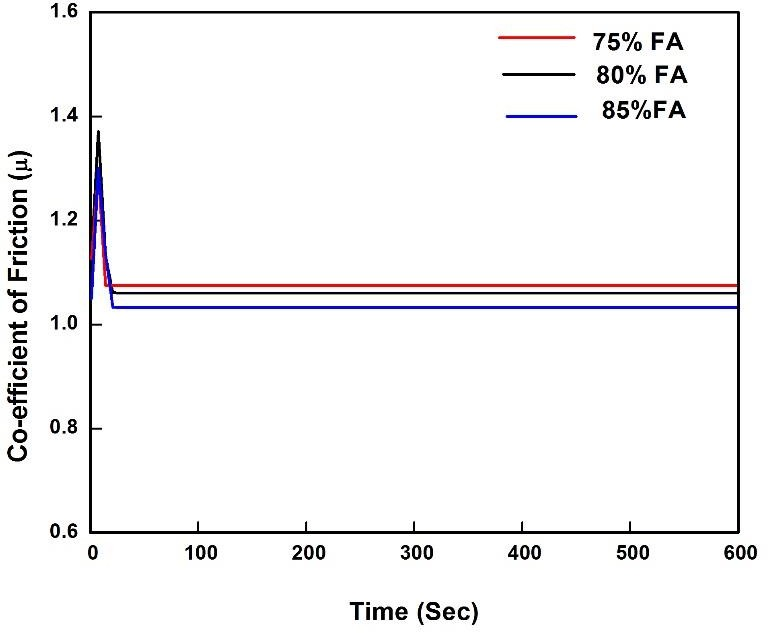 1.6
1.4
1.2
1.0
0.8
0.6
Co-efficient of Friction (μ)
75% FA
80% FA
85%FA
0 100 200 300 400 500 600
Time (Sec)